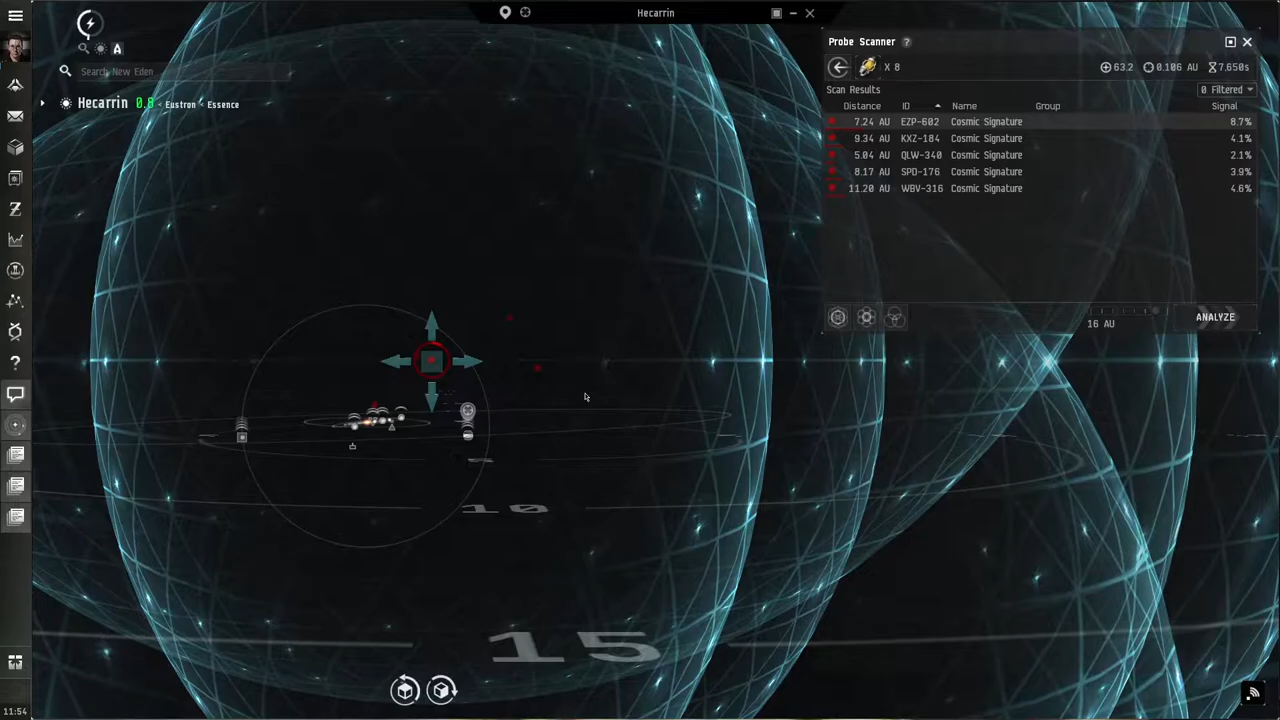 Hecarrin
A
Search New Eden
Hecarrin 0.8 < Eustron < Essence
Probe Scanner ?
X 8 63.2 0.106 AU 7.650s
Scan Results 0 Filtered
Distance ID Name Group Signal
7.24 AU EZP-602 Cosmic Signature 8.7%
9.34 AU KXZ-184 Cosmic Signature 4.1%
5.04 AU QLW-340 Cosmic Signature 2.1%
8.17 AU SPD-176 Cosmic Signature 3.9%
11.20 AU WBV-316 Cosmic Signature 4.6%
16 AU ANALYZE
10
15
11:54